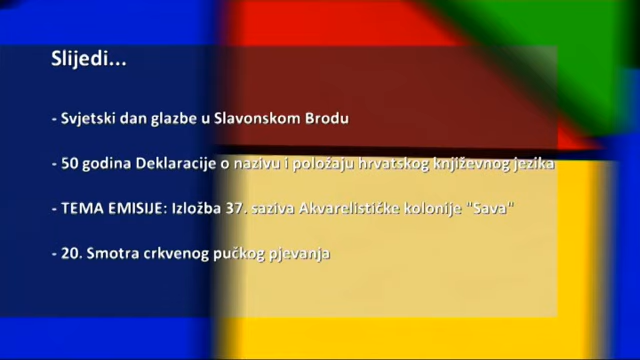 Slijedi...
- Svjetski dan glazbe u Slavonskom Brodu
- 50 godina Deklaracije o nazivu i položaju hrvatskog književnog jezika
- TEMA EMISIJE: Izložba 37. saziva Akvarelističke kolonije "Sava"
- 20. Smotra crkvenog pučkog pjevanja